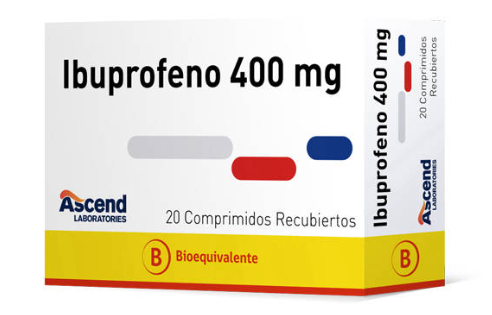 Ibuprofeno 400 mg
Ascend
LABORATORIES
20 Comprimidos Recubiertos
B Bioequivalente
Ibuprofeno 400 mg
20 Comprimidos
Recubiertos
Ascend
LABORATORIES
B